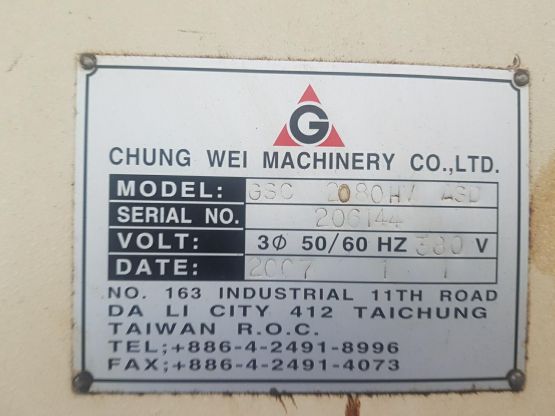 G
CHUNG WEI MACHINERY CO.,LTD.
MODEL: GSC 2080HV ASD
SERIAL NO. 206144
VOLT: 3Ø 50/60 HZ 380 V
DATE: 2007 1 1
NO. 163 INDUSTRIAL 11TH ROAD
DA LI CITY 412 TAICHUNG
TAIWAN R.O.C.
TEL;+886-4-2491-8996
FAX;+886-4-2491-4073